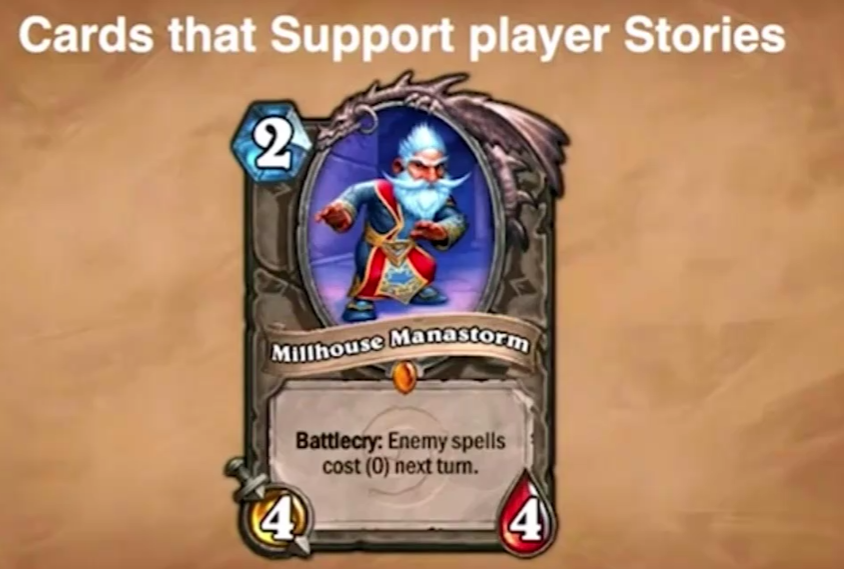 Cards that Support player Stories
2
Millhouse Manastorm
Battlecry: Enemy spells
cost (0) next turn.
4
4